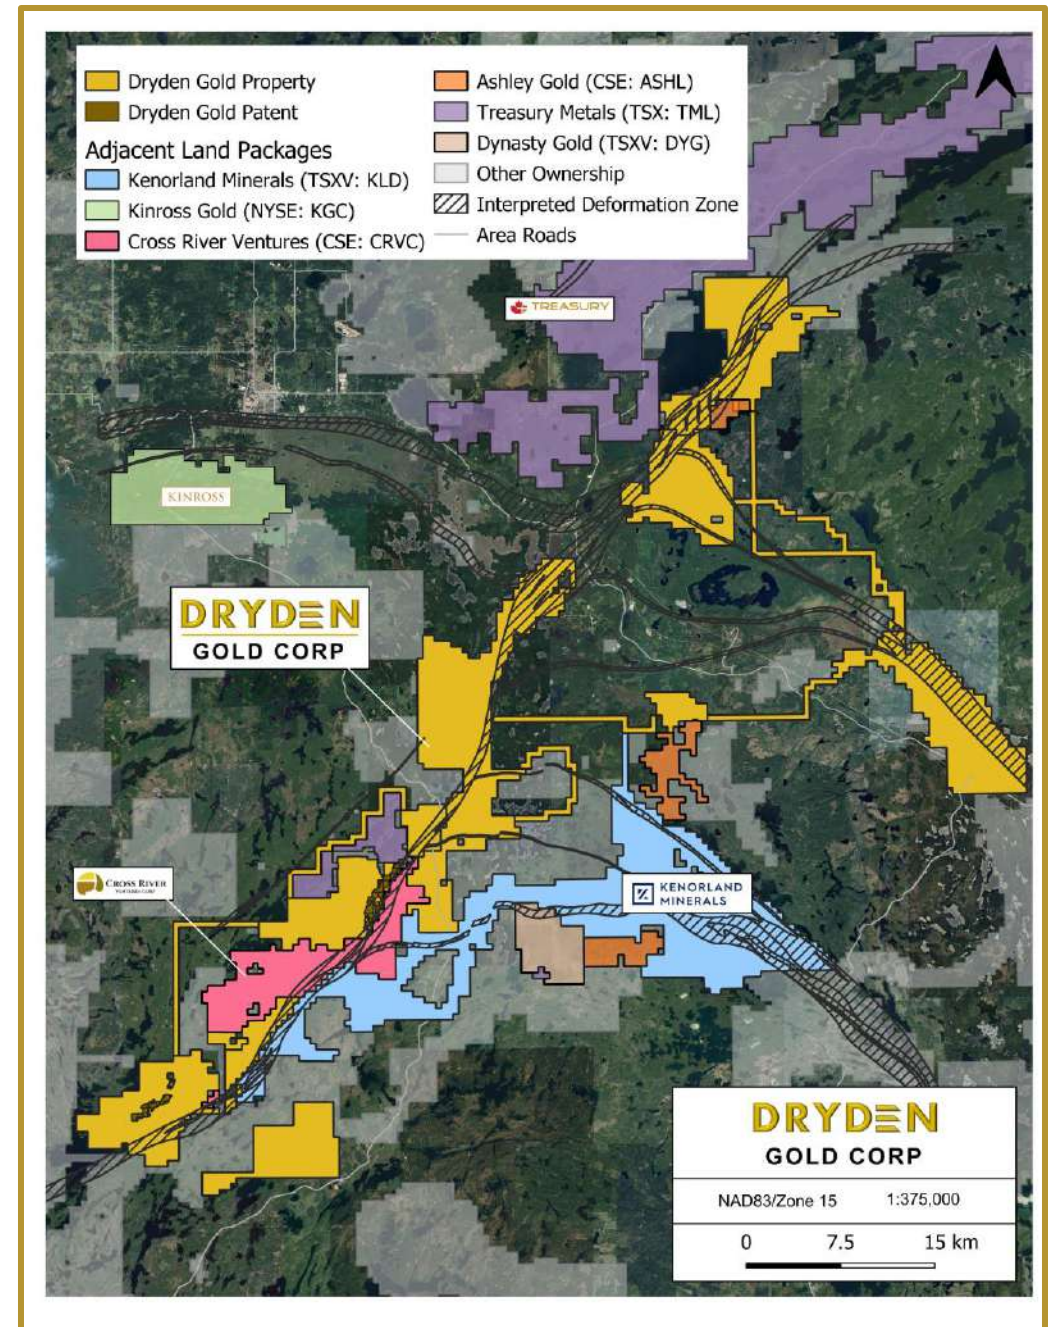 Dryden Gold Property
Dryden Gold Patent
Adjacent Land Packages
Kenorland Minerals (TSXV: KLD)
Kinross Gold (NYSE: KGC)
Cross River Ventures (CSE: CRVC)
Ashley Gold (CSE: ASHL)
Treasury Metals (TSX: TML)
Dynasty Gold (TSXV: DYG)
Other Ownership
Interpreted Deformation Zone
Area Roads
TREASURY
KINROSS
DRYDEN
GOLD CORP
CROSS RIVER
VENTURES CORP
KENORLAND
MINERALS
DRYDEN
GOLD CORP
NAD83/Zone 15 1:375,000
0 7.5 15 km